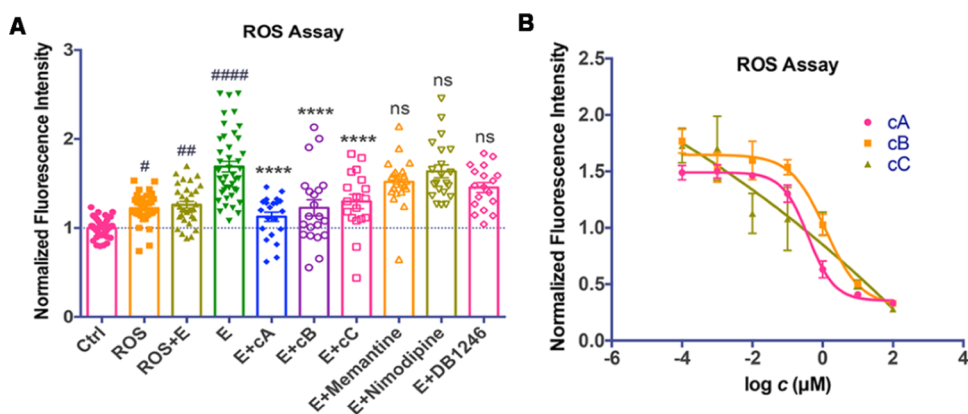 A
ROS Assay
Normalized Fluorescence Intensity
3
2
1
0
#
##
####
****
****
****
ns
ns
ns
Ctrl
ROS
ROS+E
E
E+cA
E+cB
E+cC
E+Memantine
E+Nimodipine
E+DB1246
B
ROS Assay
Normalized Fluorescence Intensity
2.5
2.0
1.5
1.0
0.5
0.0
-6
-4
-2
0
2
4
log c (μM)
cA
cB
cC